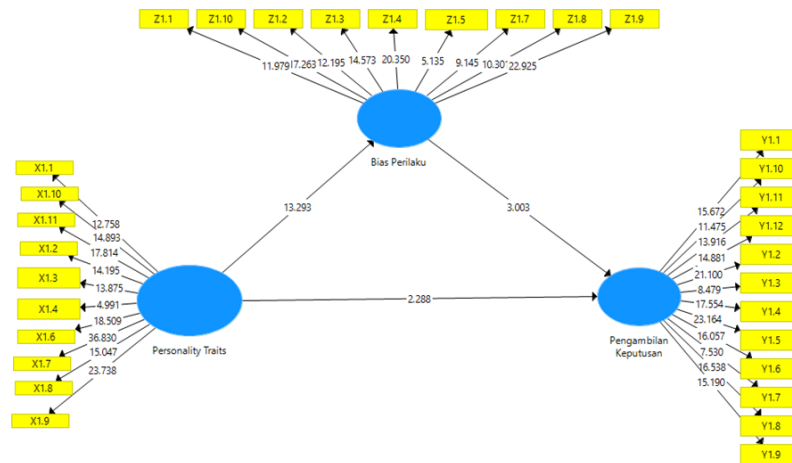 Z1.1 Z1.10 Z1.2 Z1.3 Z1.4 Z1.5 Z1.7 Z1.8 Z1.9
11.979 17.263 12.195 14.573 20.350 5.135 9.145 10.30 22.925
Bias Perilaku
13.293
3.003
X1.1
X1.10
X1.11
X1.2
X1.3
X1.4
X1.6
X1.7
X1.8
X1.9
12.758
14.893
17.814
14.195
13.875
4.991
18.509
36.830
15.047
23.738
Personality Traits
2.288
Pengambilan
Keputusan
15.672
11.475
13.916
14.881
21.100
8.479
17.554
23.164
16.057
7.530
16.538
15.190
Y1.1
Y1.10
Y1.11
Y1.12
Y1.2
Y1.3
Y1.4
Y1.5
Y1.6
Y1.7
Y1.8
Y1.9